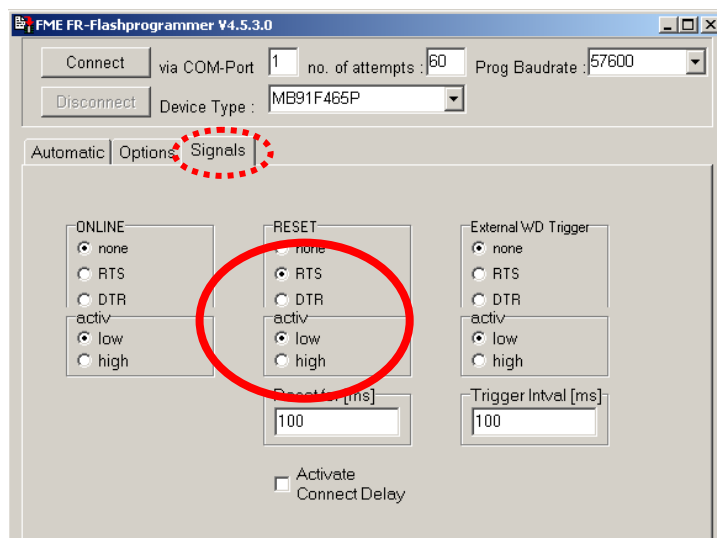 FME FR-Flashprogrammer V4.5.3.0
Connect via COM-Port 1 no. of attempts : 60 Prog Baudrate : 57600
Disconnect Device Type : MB91F465P
Automatic Options Signals
ONLINE RESET External WD Trigger
none none none
RTS RTS RTS
DTR DTR DTR
activ activ activ
low low low
high high high
[ms] Trigger Intval [ms]
100 100
Activate
Connect Delay